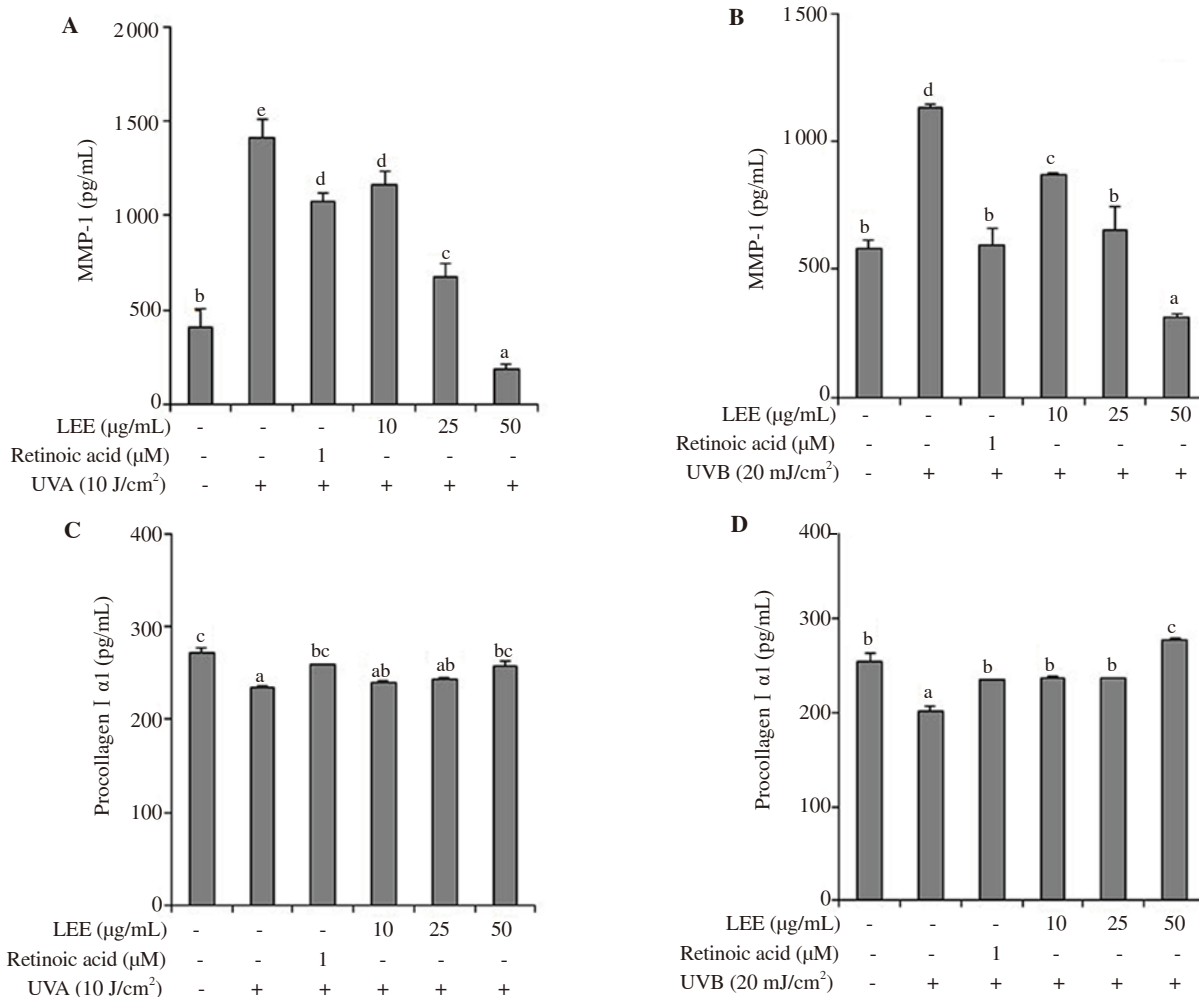 A
MMP-1 (pg/mL)
2 000
1 500
1 000
500
0
b
e
d
d
c
a
LEE (μg/mL) - - - 10 25 50
Retinoic acid (μM) - - 1 - - -
UVA (10 J/cm²) - + + + + +
B
MMP-1 (pg/mL)
1 500
1 000
500
0
b
d
b
c
b
a
LEE (μg/mL) - - - 10 25 50
Retinoic acid (μM) - - 1 - - -
UVB (20 mJ/cm²) - + + + + +
C
Procollagen I α1 (pg/mL)
400
300
200
100
0
c
a
bc
ab
ab
bc
LEE (μg/mL) - - - 10 25 50
Retinoic acid (μM) - - 1 - - -
UVA (10 J/cm²) - + + + + +
D
Procollagen I α1 (pg/mL)
400
300
200
100
0
b
a
b
b
b
c
LEE (μg/mL) - - - 10 25 50
Retinoic acid (μM) - - 1 - - -
UVB (20 mJ/cm²) - + + + + +